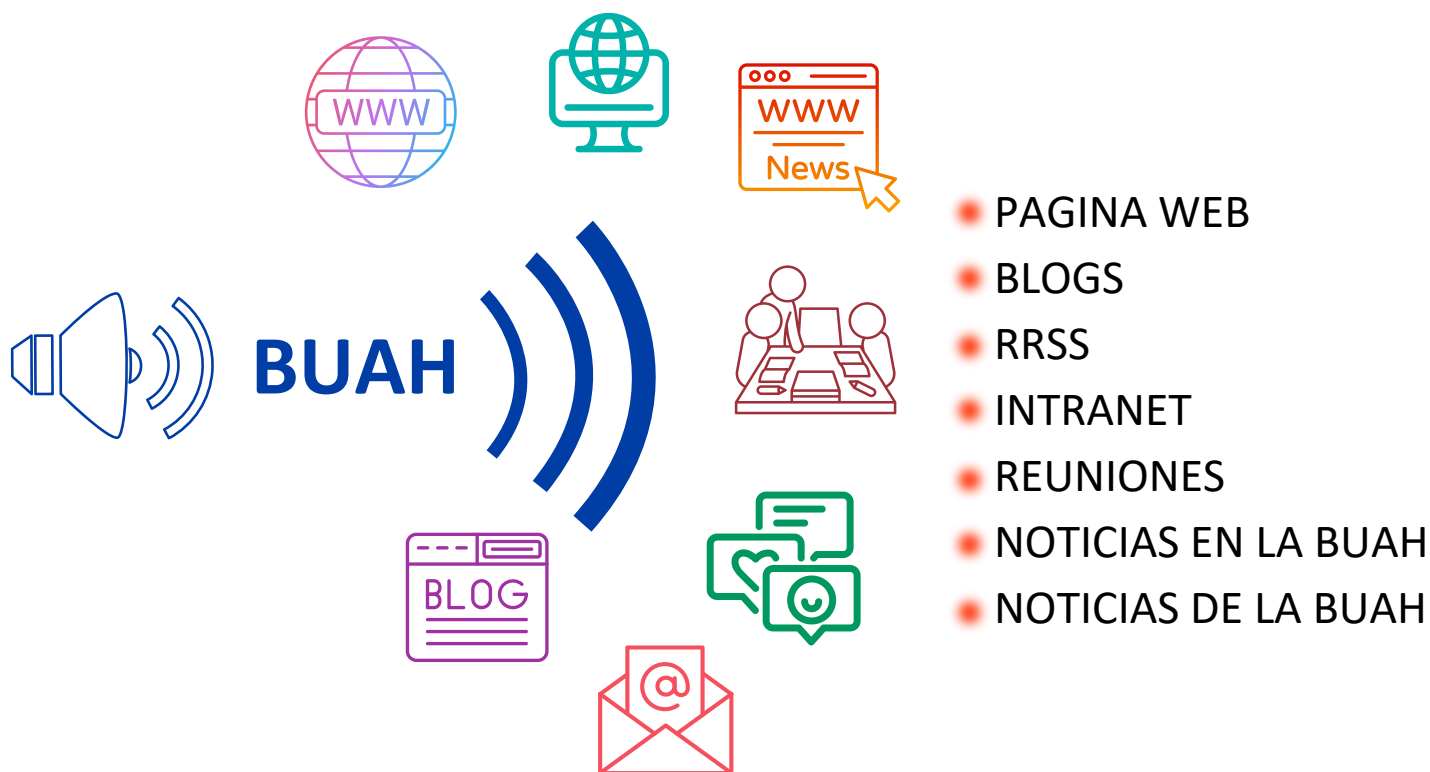 WWW
WWW
News
BUAH
BLOG
@
PAGINA WEB
BLOGS
RRSS
INTRANET
REUNIONES
NOTICIAS EN LA BUAH
NOTICIAS DE LA BUAH